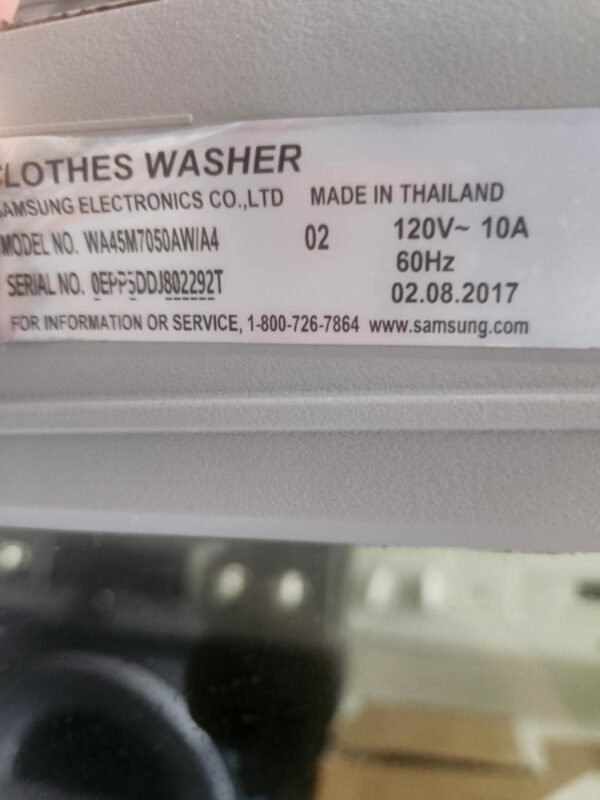 CLOTHES WASHER
SAMSUNG ELECTRONICS CO.,LTD MADE IN THAILAND
MODEL NO. WA45M7050AW/A4 02 120V~ 10A
60Hz
SERIAL NO. 0EPP5DDJ802292T
02.08.2017
FOR INFORMATION OR SERVICE, 1-800-726-7864 www.samsung.com